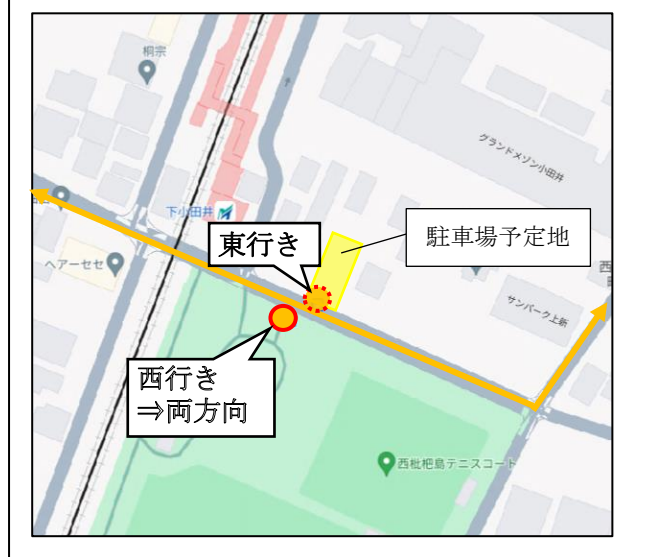 桐宗
グランドメゾン小田井
下小田井
東行き
駐車場予定地
ヘアーセセ
西
サンパーク上新
西行き
⇒両方向
西枇杷島テニスコート